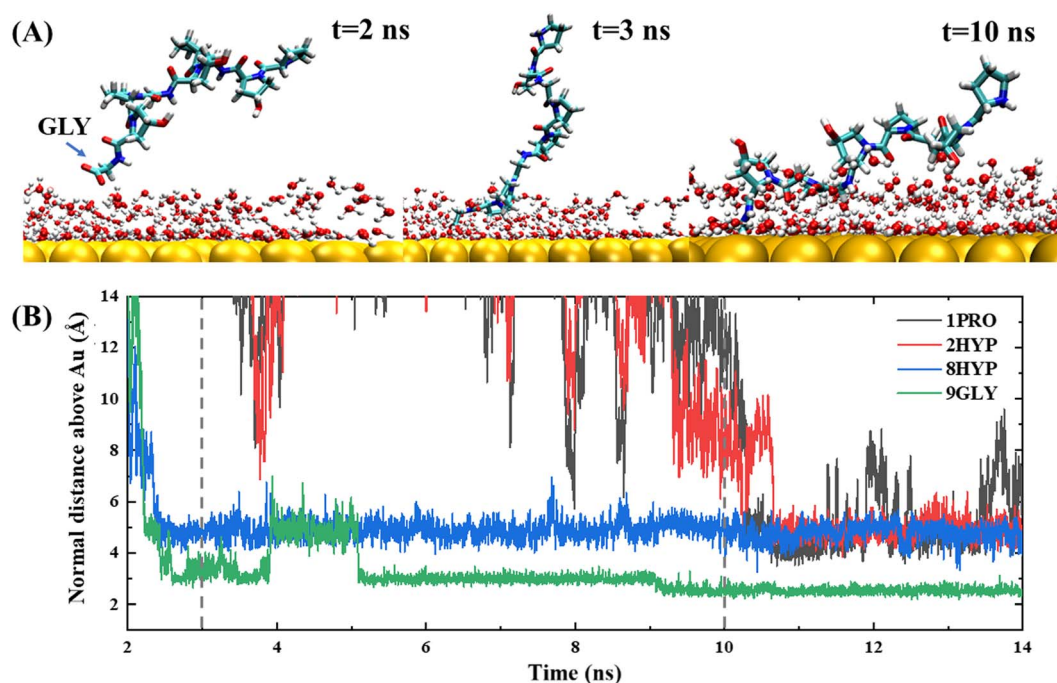 (A)
t=2 ns
t=3 ns
t=10 ns
GLY
(B)
Normal distance above Au (Å)
14
12
10
8
6
4
2
1PRO
2HYP
8HYP
9GLY
2 4 6 8 10 12 14
Time (ns)